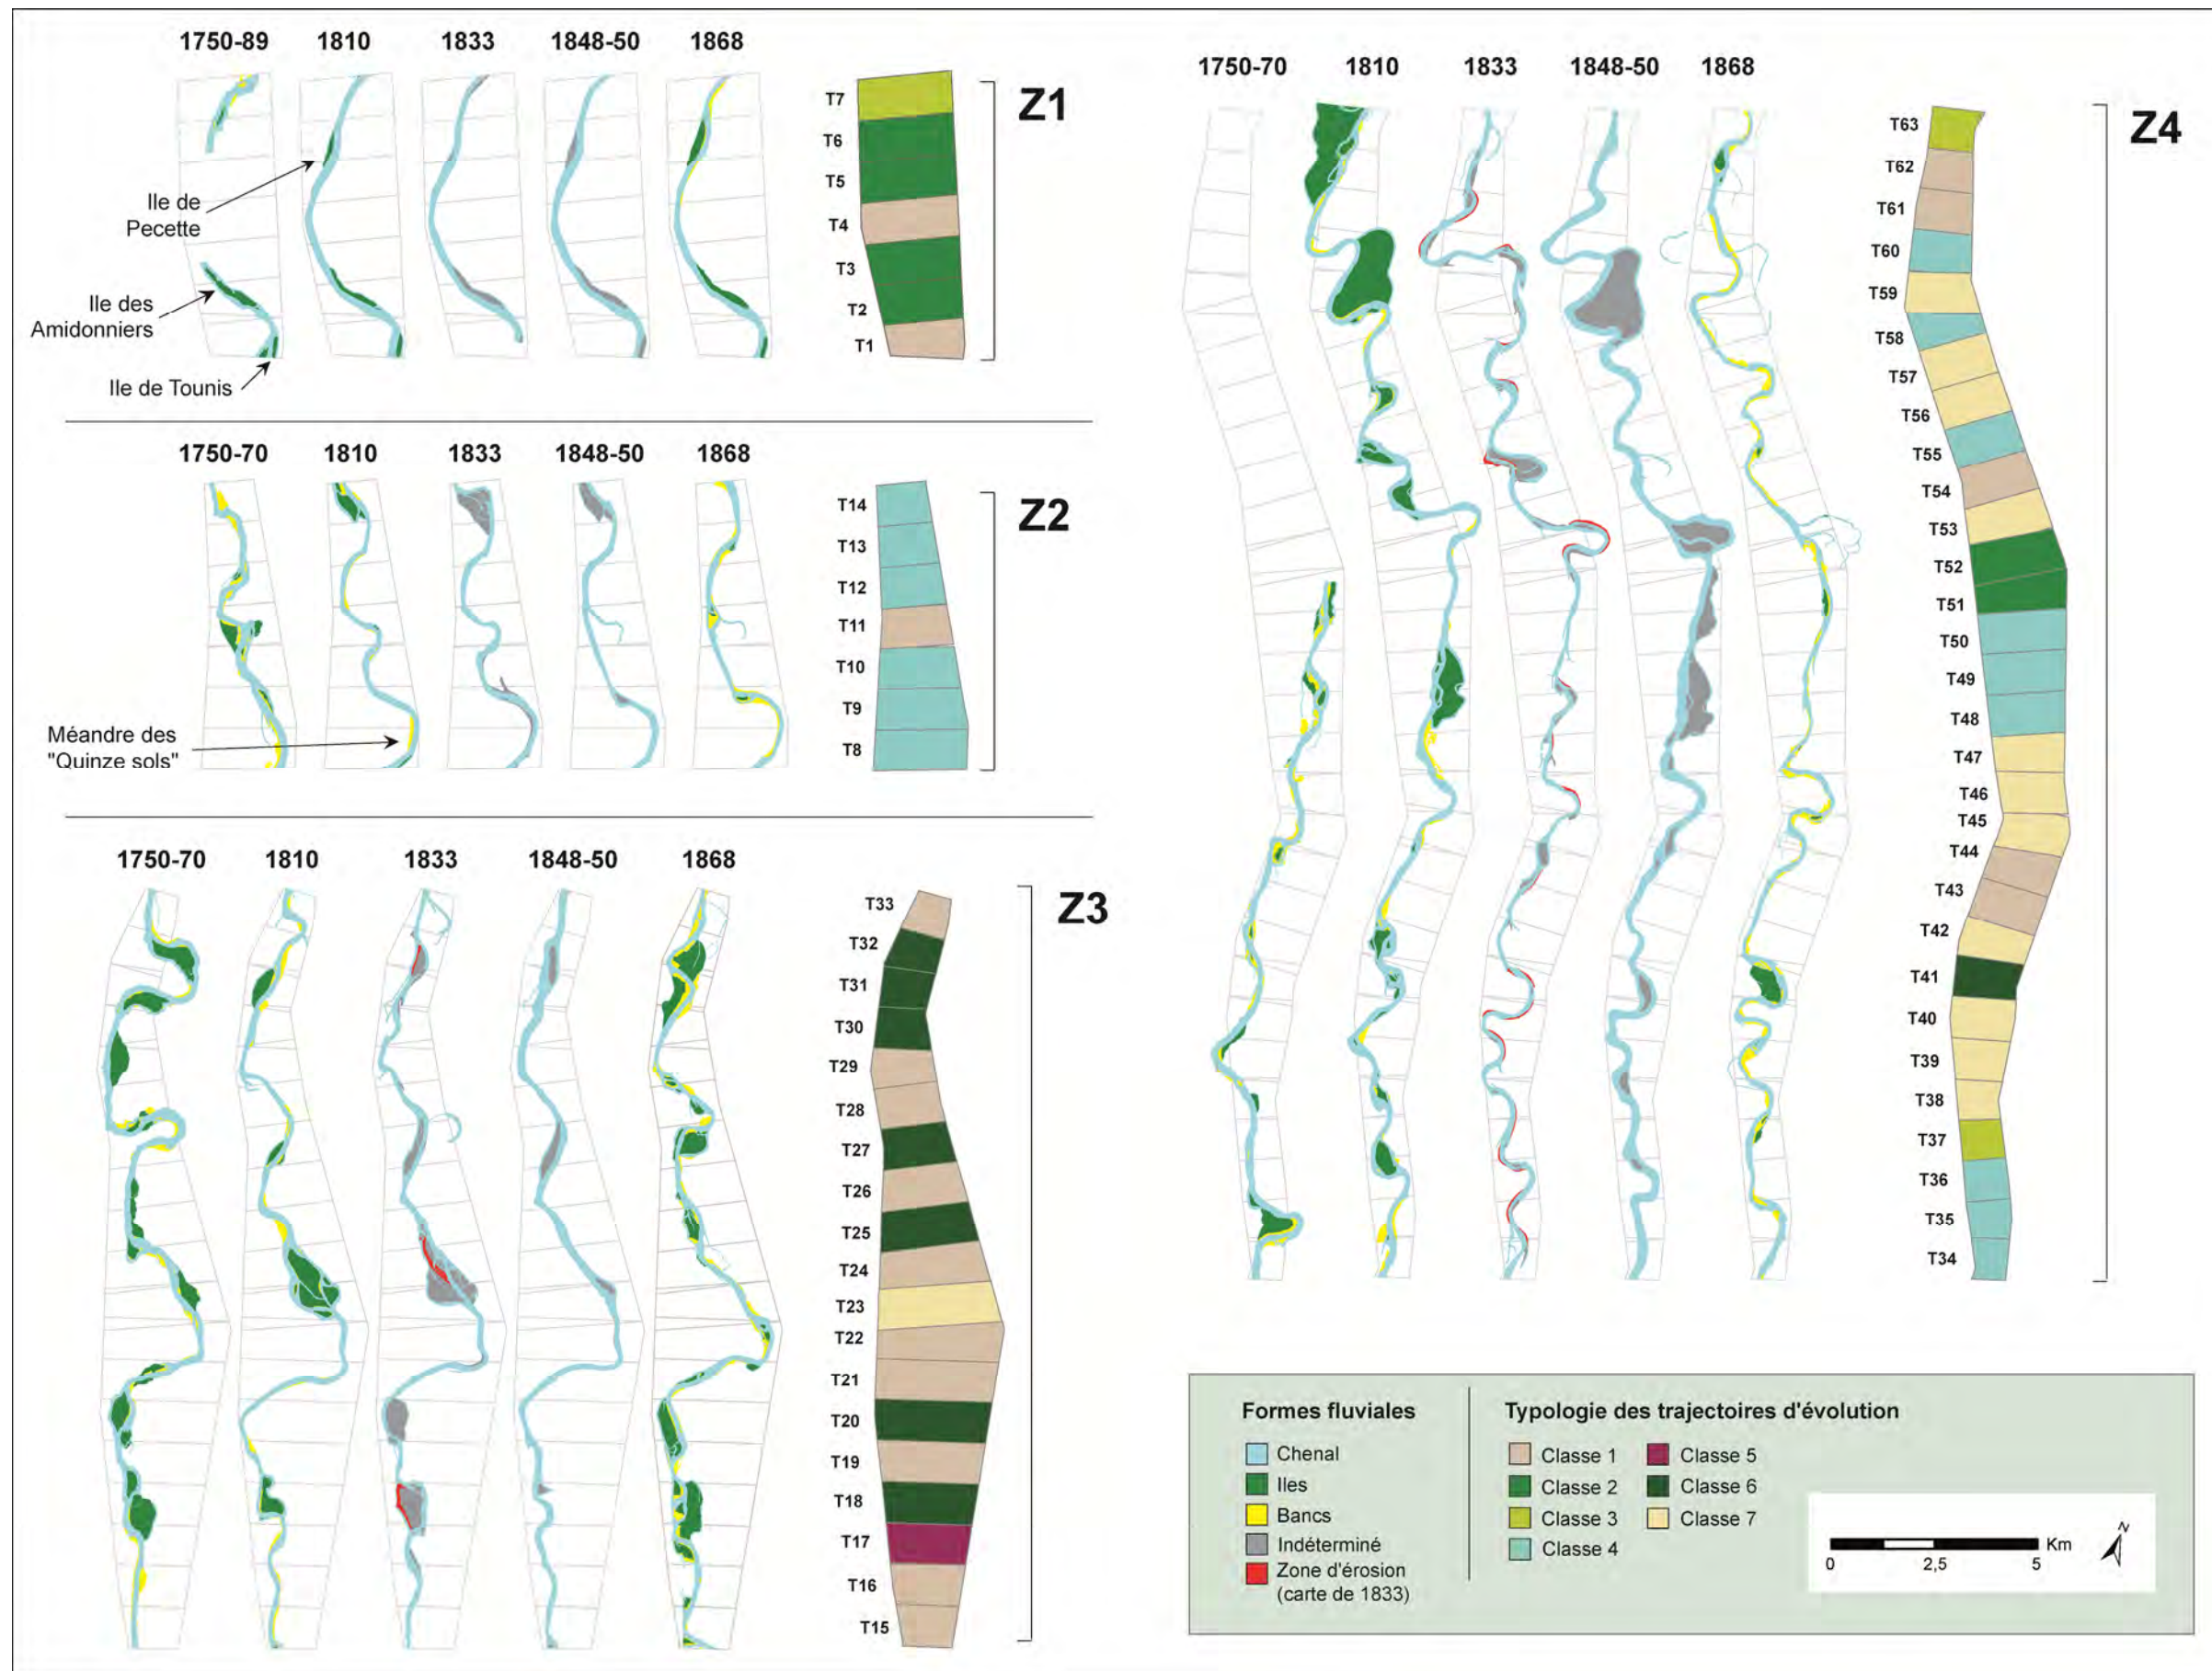 1750-89 1810 1833 1848-50 1868
T7
T6
T5
T4
T3
T2
T1
Z1
Ile de
Pecette
Ile des
Amidonniers
Ile de Tounis
1750-70 1810 1833 1848-50 1868
T14
T13
T12
T11
T10
T9
T8
Z2
Méandre des
"Quinze sols"
1750-70 1810 1833 1848-50 1868
T33
T32
T31
T30
T29
T28
T27
T26
T25
T24
T23
T22
T21
T20
T19
T18
T17
T16
T15
Z3
1750-70 1810 1833 1848-50 1868
T63
T62
T61
T60
T59
T58
T57
T56
T55
T54
T53
T52
T51
T50
T49
T48
T47
T46
T45
T44
T43
T42
T41
T40
T39
T38
T37
T36
T35
T34
Z4
Formes fluviales
Chenal
Iles
Bancs
Indéterminé
Zone d'érosion
(carte de 1833)
Typologie des trajectoires d'évolution
Classe 1
Classe 2
Classe 3
Classe 4
Classe 5
Classe 6
Classe 7
Km
0 2,5 5
N